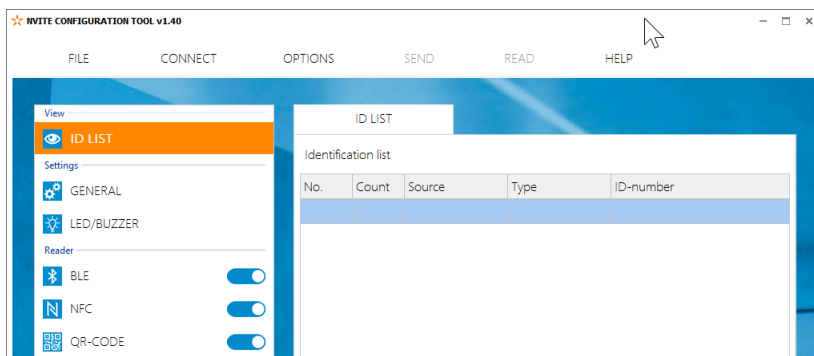 NVITE CONFIGURATION TOOL v1.40
FILE CONNECT OPTIONS SEND READ HELP
View
ID LIST
Settings
GENERAL
LED/BUZZER
Reader
BLE
NFC
QR-CODE
ID LIST
Identification list
No. Count Source Type ID-number